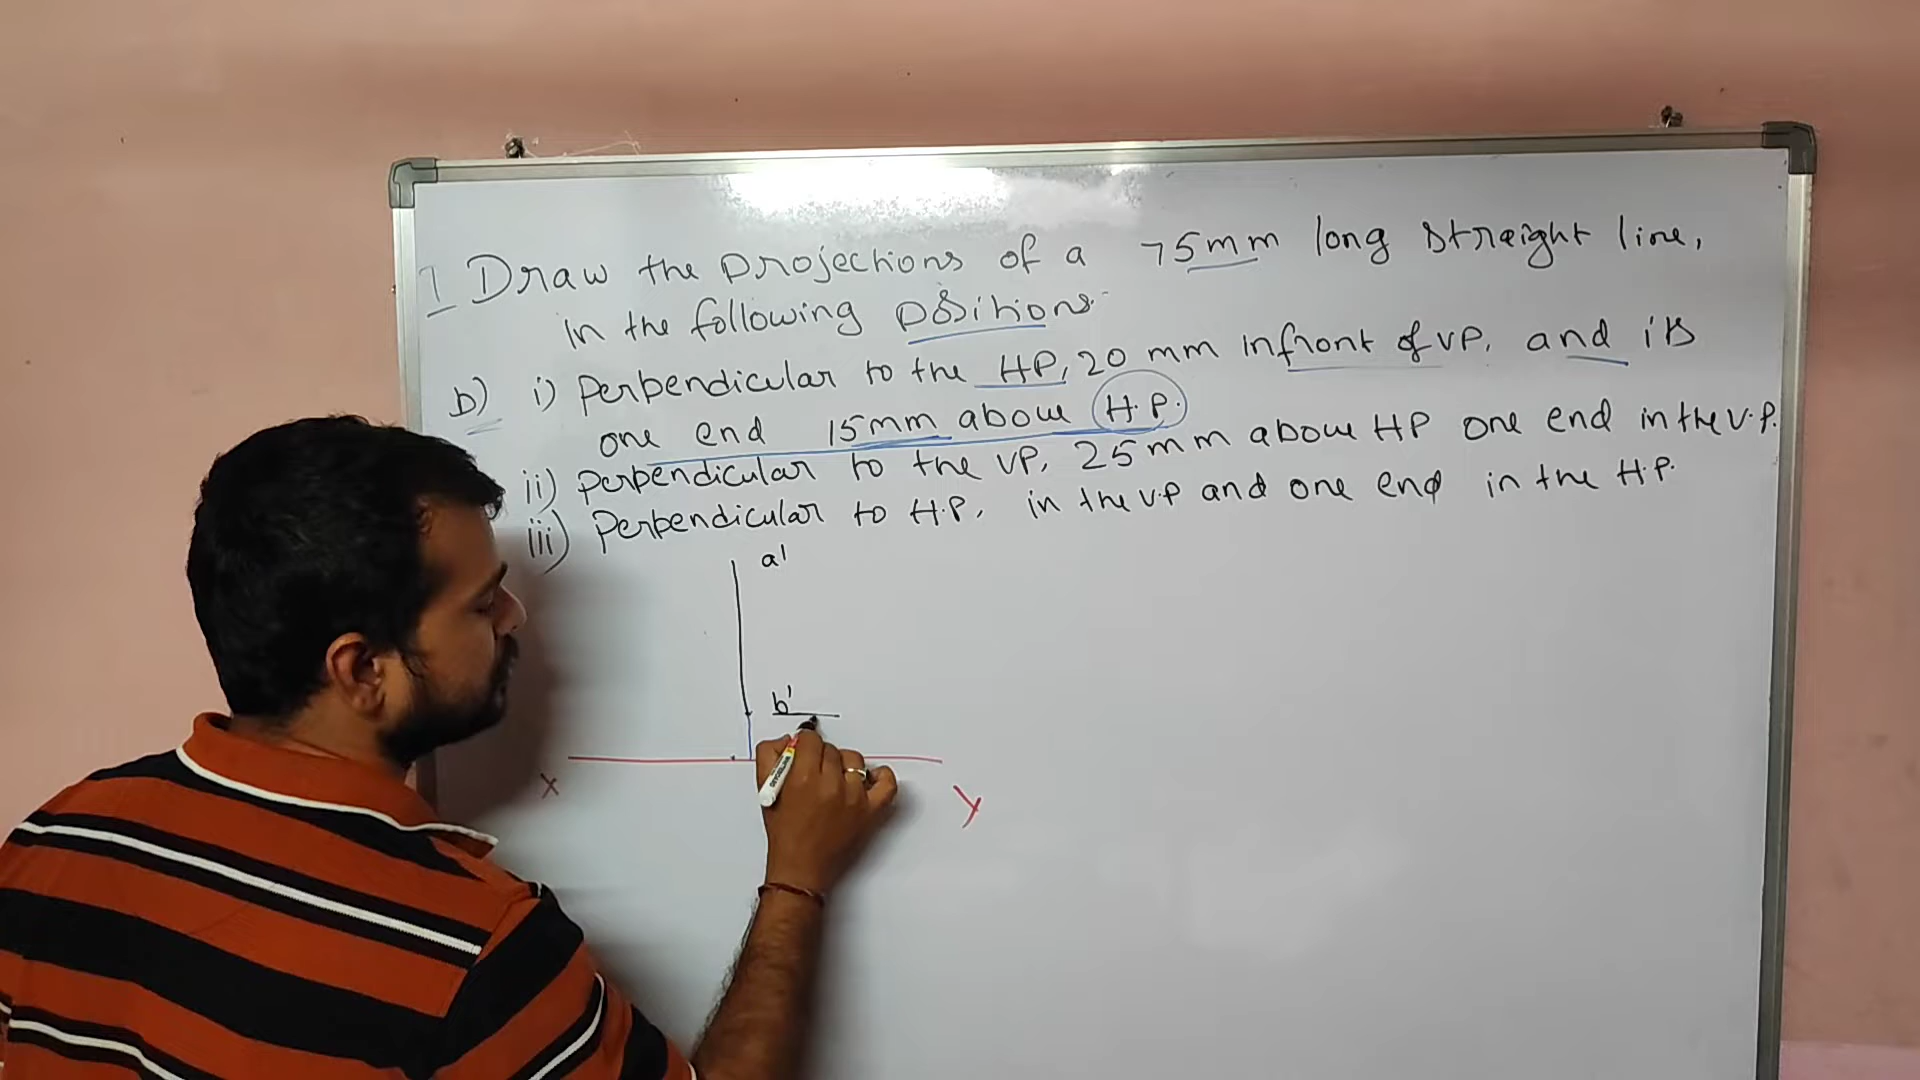 1 Draw the projections of a 75mm long straight line,
in the following positions.
b) i) perpendicular to the HP, 20 mm infront of VP, and its
one end 15mm above H.P.
ii) perpendicular to the VP, 25mm above HP one end in the V.P.
iii) Perpendicular to H.P, in the V.P and one end in the H.P.
a'
b'
X
Y